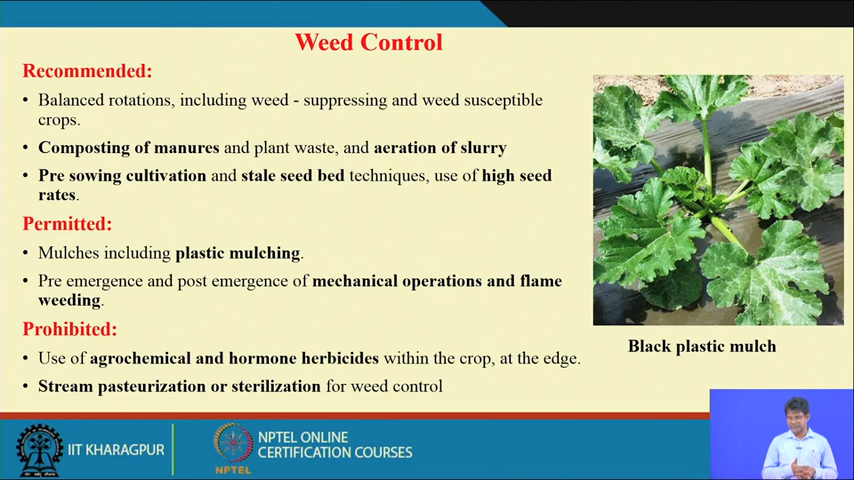 Weed Control
Recommended:
• Balanced rotations, including weed - suppressing and weed susceptible
crops.
• Composting of manures and plant waste, and aeration of slurry
• Pre sowing cultivation and stale seed bed techniques, use of high seed
rates.
Permitted:
• Mulches including plastic mulching.
• Pre emergence and post emergence of mechanical operations and flame
weeding.
Prohibited:
• Use of agrochemical and hormone herbicides within the crop, at the edge.
• Stream pasteurization or sterilization for weed control
Black plastic mulch
IIT KHARAGPUR
NPTEL
NPTEL ONLINE
CERTIFICATION COURSES